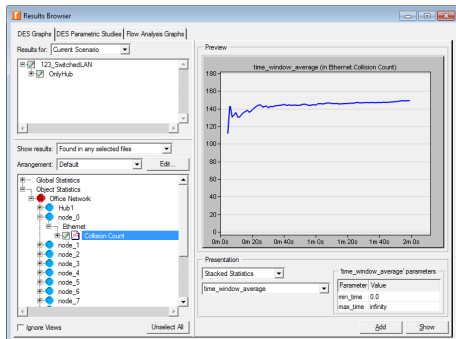 Results Browser
DES Graphs DES Parametric Studies Flow Analysis Graphs
Results for: Current Scenario
123_SwitchedLAN
OnlyHub
Show results: Found in any selected files
Arrangement: Default Edit...
Global Statistics
Object Statistics
Office Network
Hub1
node_0
Ethernet
Collision Count
node_1
node_2
node_3
node_4
node_5
node_6
node_7
Ignore Views Unselect All
Preview
time_window_average (in Ethernet.Collision Count)
180
160
140
120
100
80
60
40
20
0
0m 0s 0m 20s 0m 40s 1m 0s 1m 20s 1m 40s 2m 0s
Presentation
Stacked Statistics
time_window_average
'time_window_average' parameters
Parameter Value
min_time 0.0
max_time infinity
Add Show